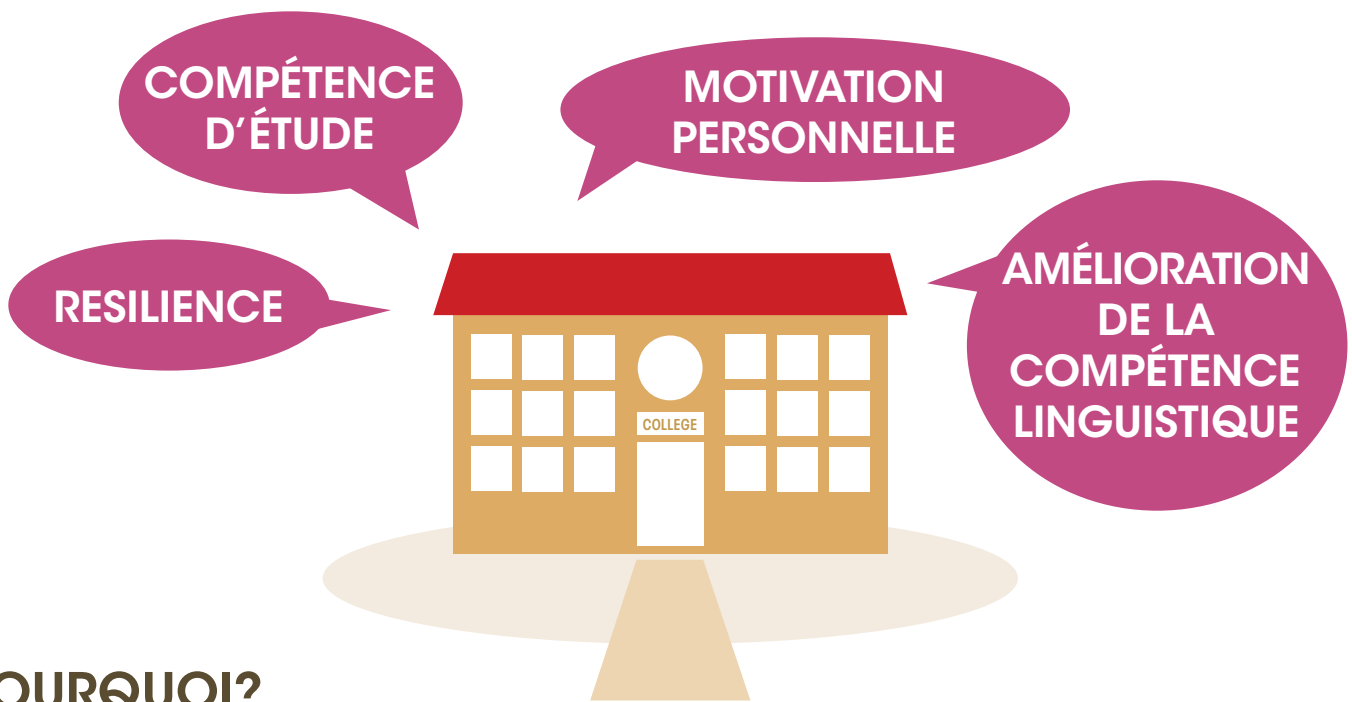 COMPÉTENCE
D'ÉTUDE
MOTIVATION
PERSONNELLE
RESILIENCE
AMÉLIORATION
DE LA
COMPÉTENCE
LINGUISTIQUE
COLLEGE
OURQUOI?